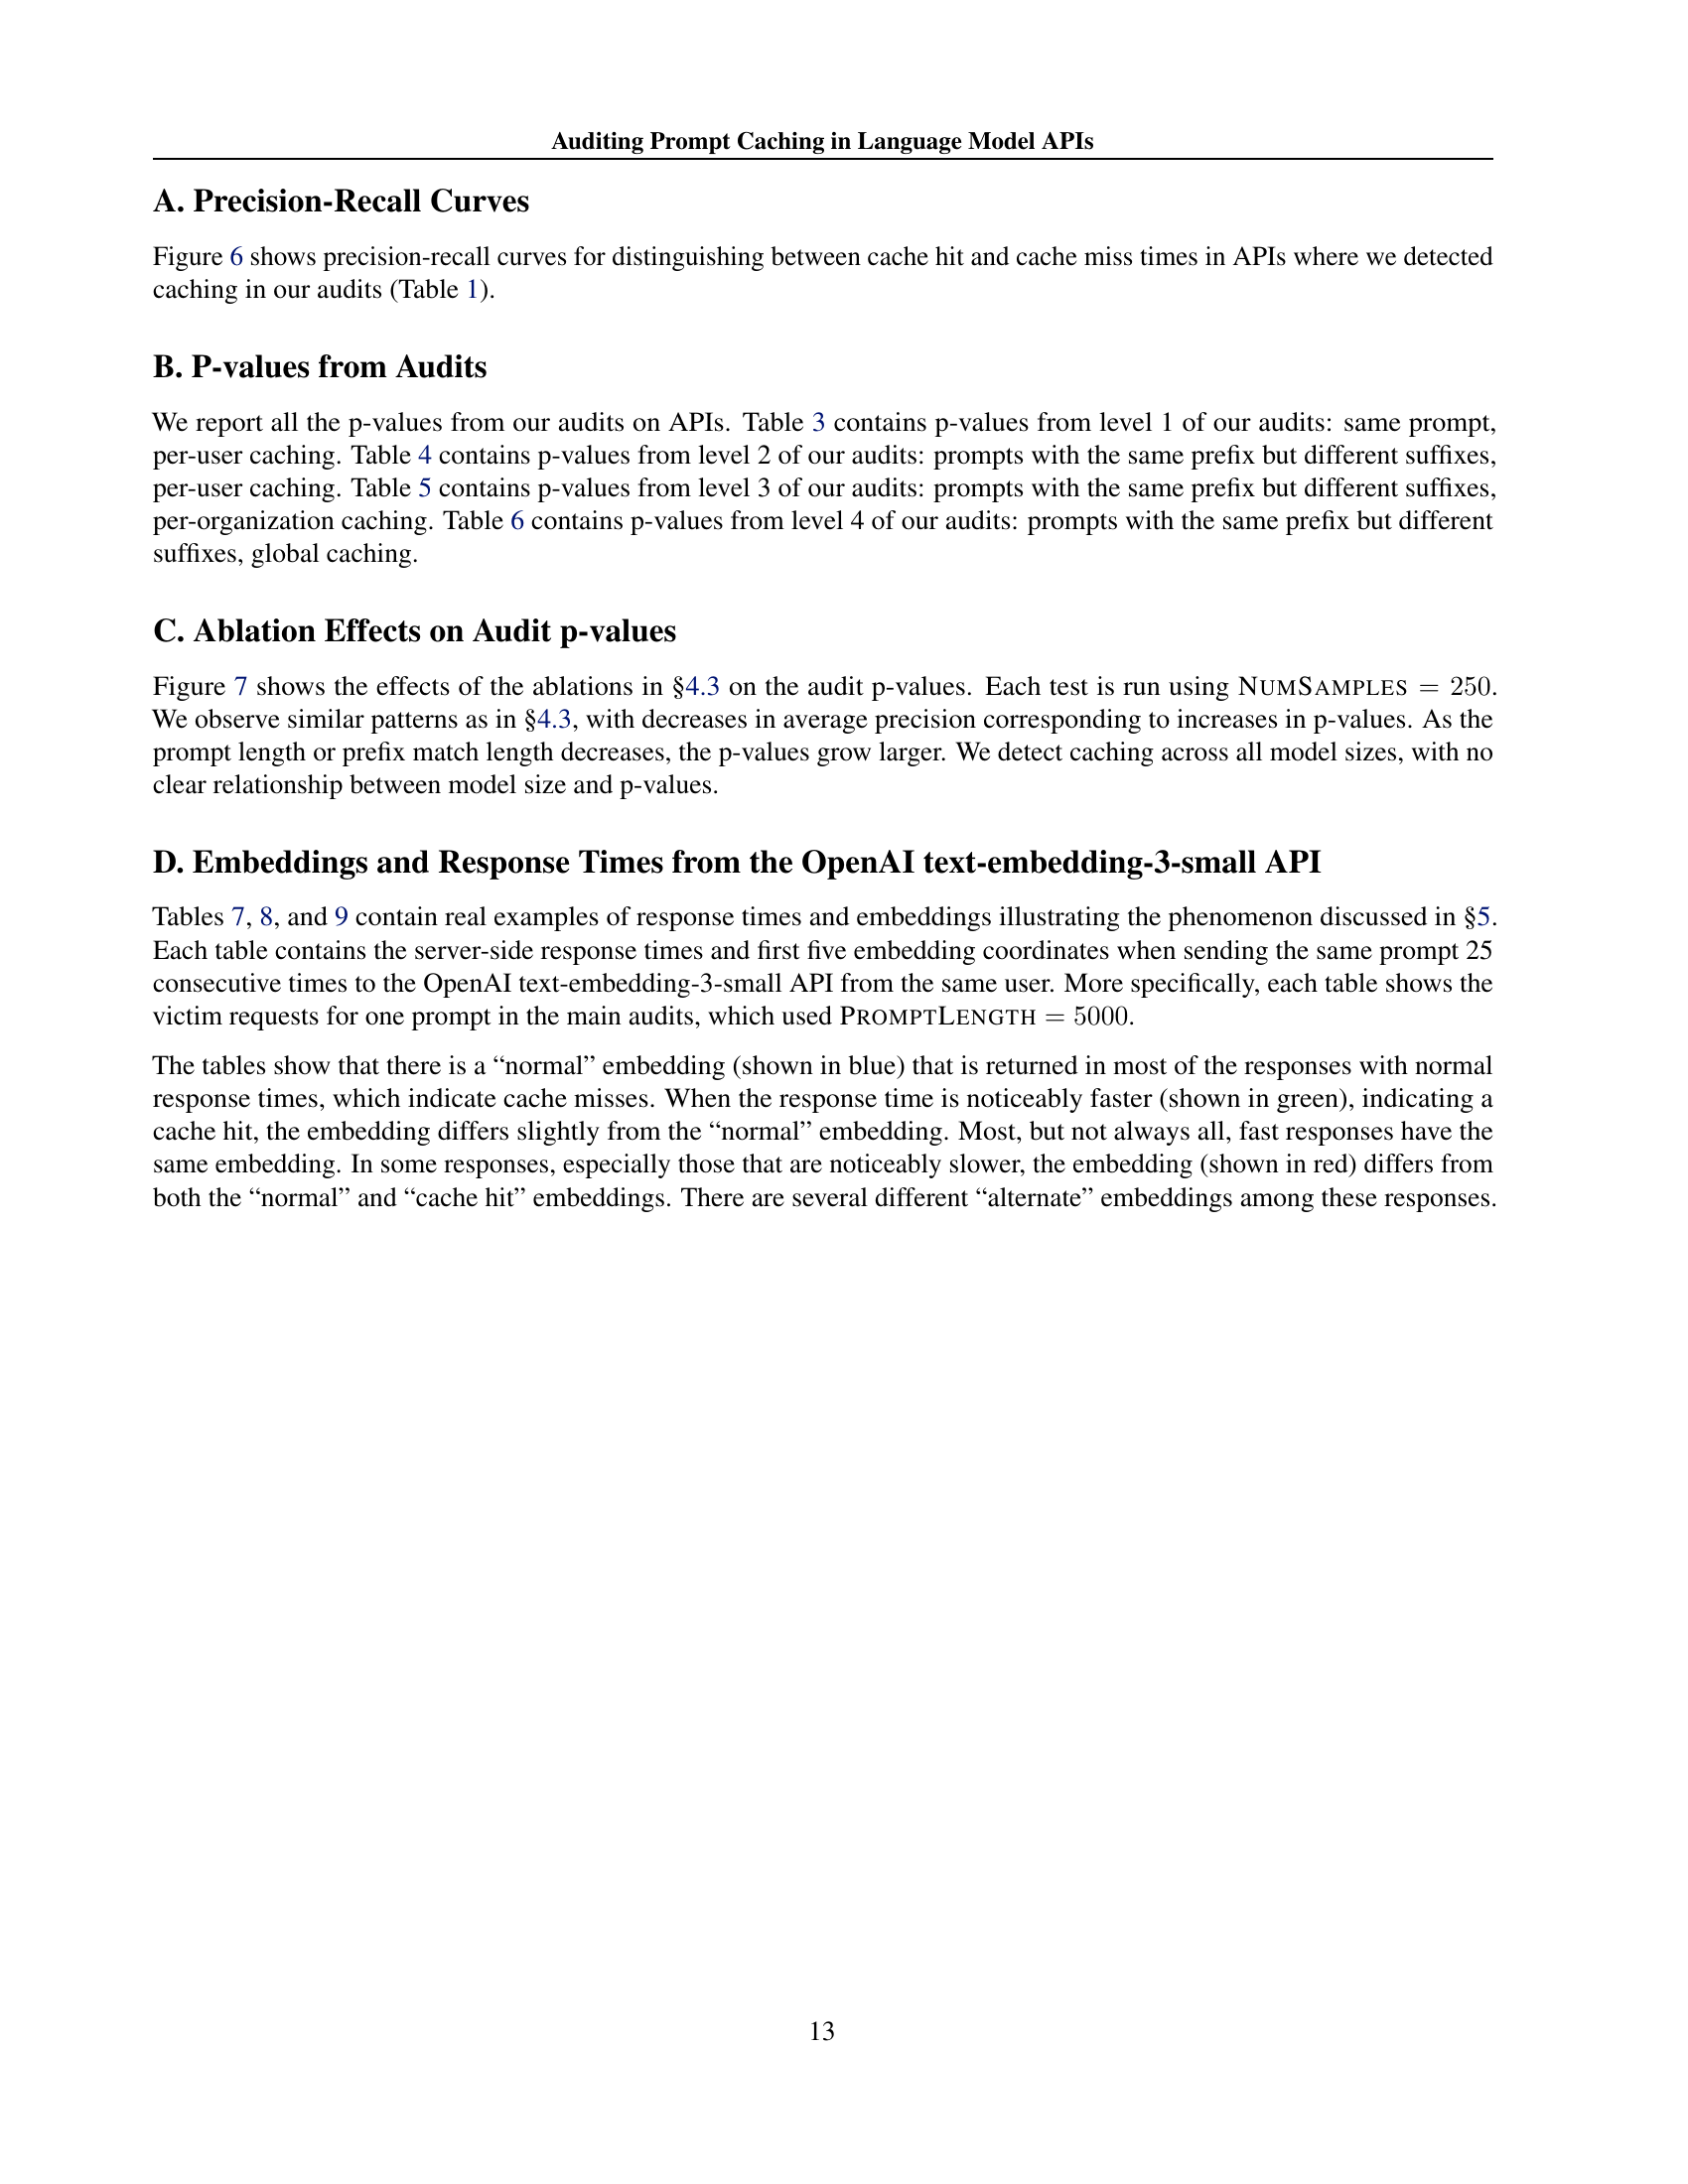 Auditing Prompt Caching in Language Model APIs
A. Precision-Recall Curves
Figure 6 shows precision-recall curves for distinguishing between cache hit and cache miss times in APIs where we detected
caching in our audits (Table 1).
B. P-values from Audits
We report all the p-values from our audits on APIs. Table 3 contains p-values from level 1 of our audits: same prompt,
per-user caching. Table 4 contains p-values from level 2 of our audits: prompts with the same prefix but different suffixes,
per-user caching. Table 5 contains p-values from level 3 of our audits: prompts with the same prefix but different suffixes,
per-organization caching. Table 6 contains p-values from level 4 of our audits: prompts with the same prefix but different
suffixes, global caching.
C. Ablation Effects on Audit p-values
Figure 7 shows the effects of the ablations in §4.3 on the audit p-values. Each test is run using NUMSAMPLES = 250.
We observe similar patterns as in §4.3, with decreases in average precision corresponding to increases in p-values. As the
prompt length or prefix match length decreases, the p-values grow larger. We detect caching across all model sizes, with no
clear relationship between model size and p-values.
D. Embeddings and Response Times from the OpenAI text-embedding-3-small API
Tables 7, 8, and 9 contain real examples of response times and embeddings illustrating the phenomenon discussed in §5.
Each table contains the server-side response times and first five embedding coordinates when sending the same prompt 25
consecutive times to the OpenAI text-embedding-3-small API from the same user. More specifically, each table shows the
victim requests for one prompt in the main audits, which used PROMPTLENGTH = 5000.
The tables show that there is a “normal” embedding (shown in blue) that is returned in most of the responses with normal
response times, which indicate cache misses. When the response time is noticeably faster (shown in green), indicating a
cache hit, the embedding differs slightly from the “normal” embedding. Most, but not always all, fast responses have the
same embedding. In some responses, especially those that are noticeably slower, the embedding (shown in red) differs from
both the “normal” and “cache hit” embeddings. There are several different “alternate” embeddings among these responses.
13